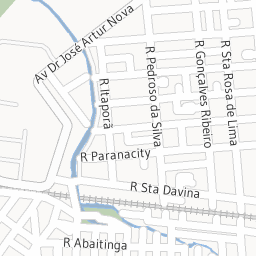 Av Dr José Artur Nova
R Itaporã
R Pedroso da Silva
R Gonçalves Ribeiro
R Sta Rosa de Lima
R Paranacity
R Sta Davina
R Abaitinga